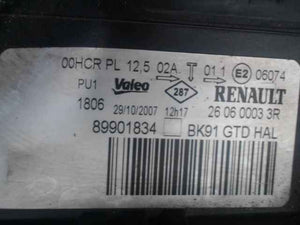 00HCR PL 12,5 02A T 01 1 E2 06074
PU1 Valeo 287 RENAULT
1806 29/10/2007 12h17 26 06 0003 3R
89901834 BK91 GTD HAL